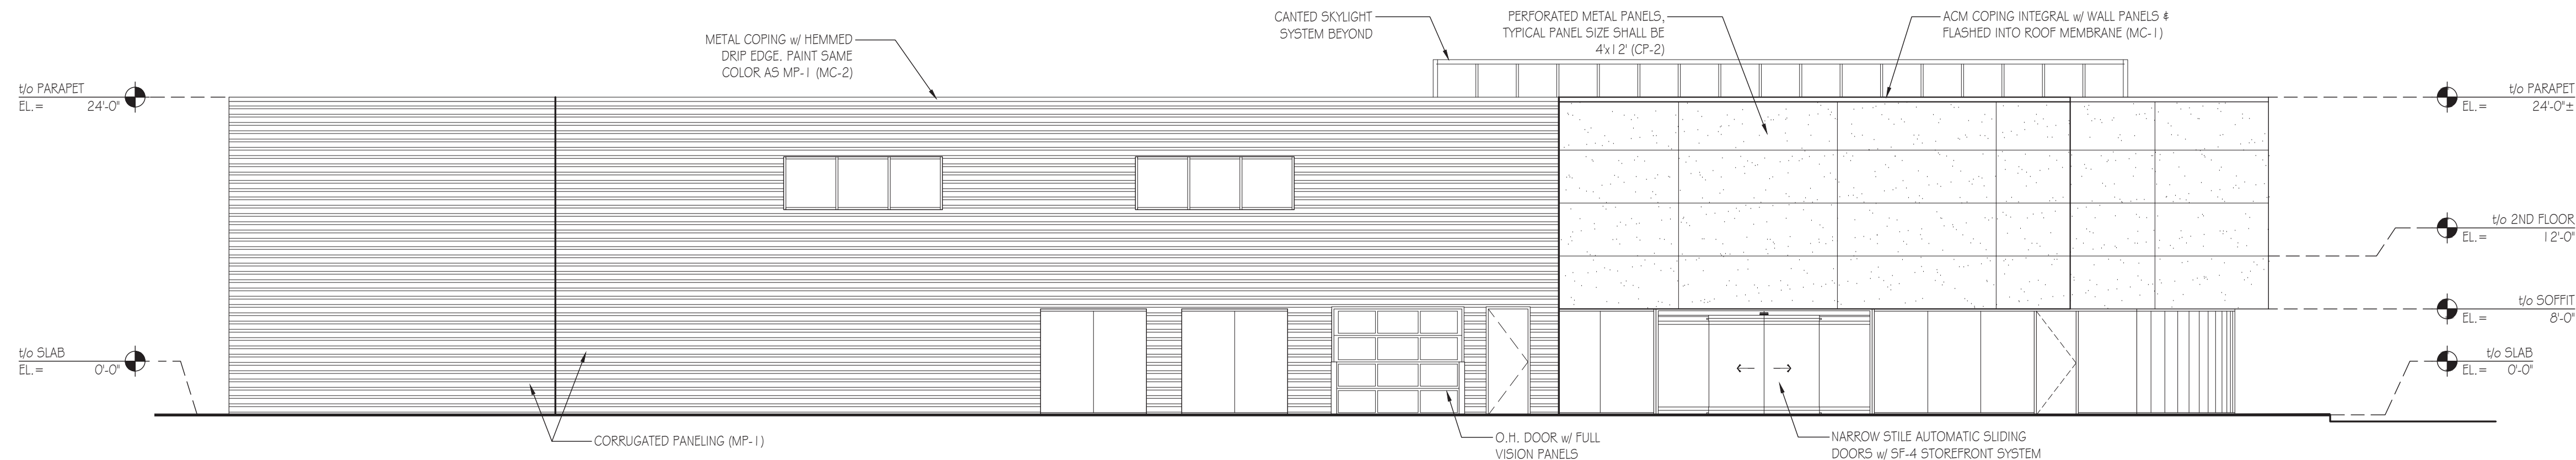 CANTED SKYLIGHT
SYSTEM BEYOND
PERFORATED METAL PANELS,
TYPICAL PANEL SIZE SHALL BE
4'x12' (CP-2)
ACM COPING INTEGRAL w/ WALL PANELS &
FLASHED INTO ROOF MEMBRANE (MC-1)
METAL COPING w/ HEMMED
DRIP EDGE. PAINT SAME
COLOR AS MP-1 (MC-2)
t/o PARAPET
EL. = 24'-0"
t/o PARAPET
EL. = 24'-0"±
t/o 2ND FLOOR
EL. = 12'-0"
t/o SOFFIT
EL. = 8'-0"
t/o SLAB
EL. = 0'-0"
t/o SLAB
EL. = 0'-0"
CORRUGATED PANELING (MP-1)
O.H. DOOR w/ FULL
VISION PANELS
NARROW STILE AUTOMATIC SLIDING
DOORS w/ SF-4 STOREFRONT SYSTEM